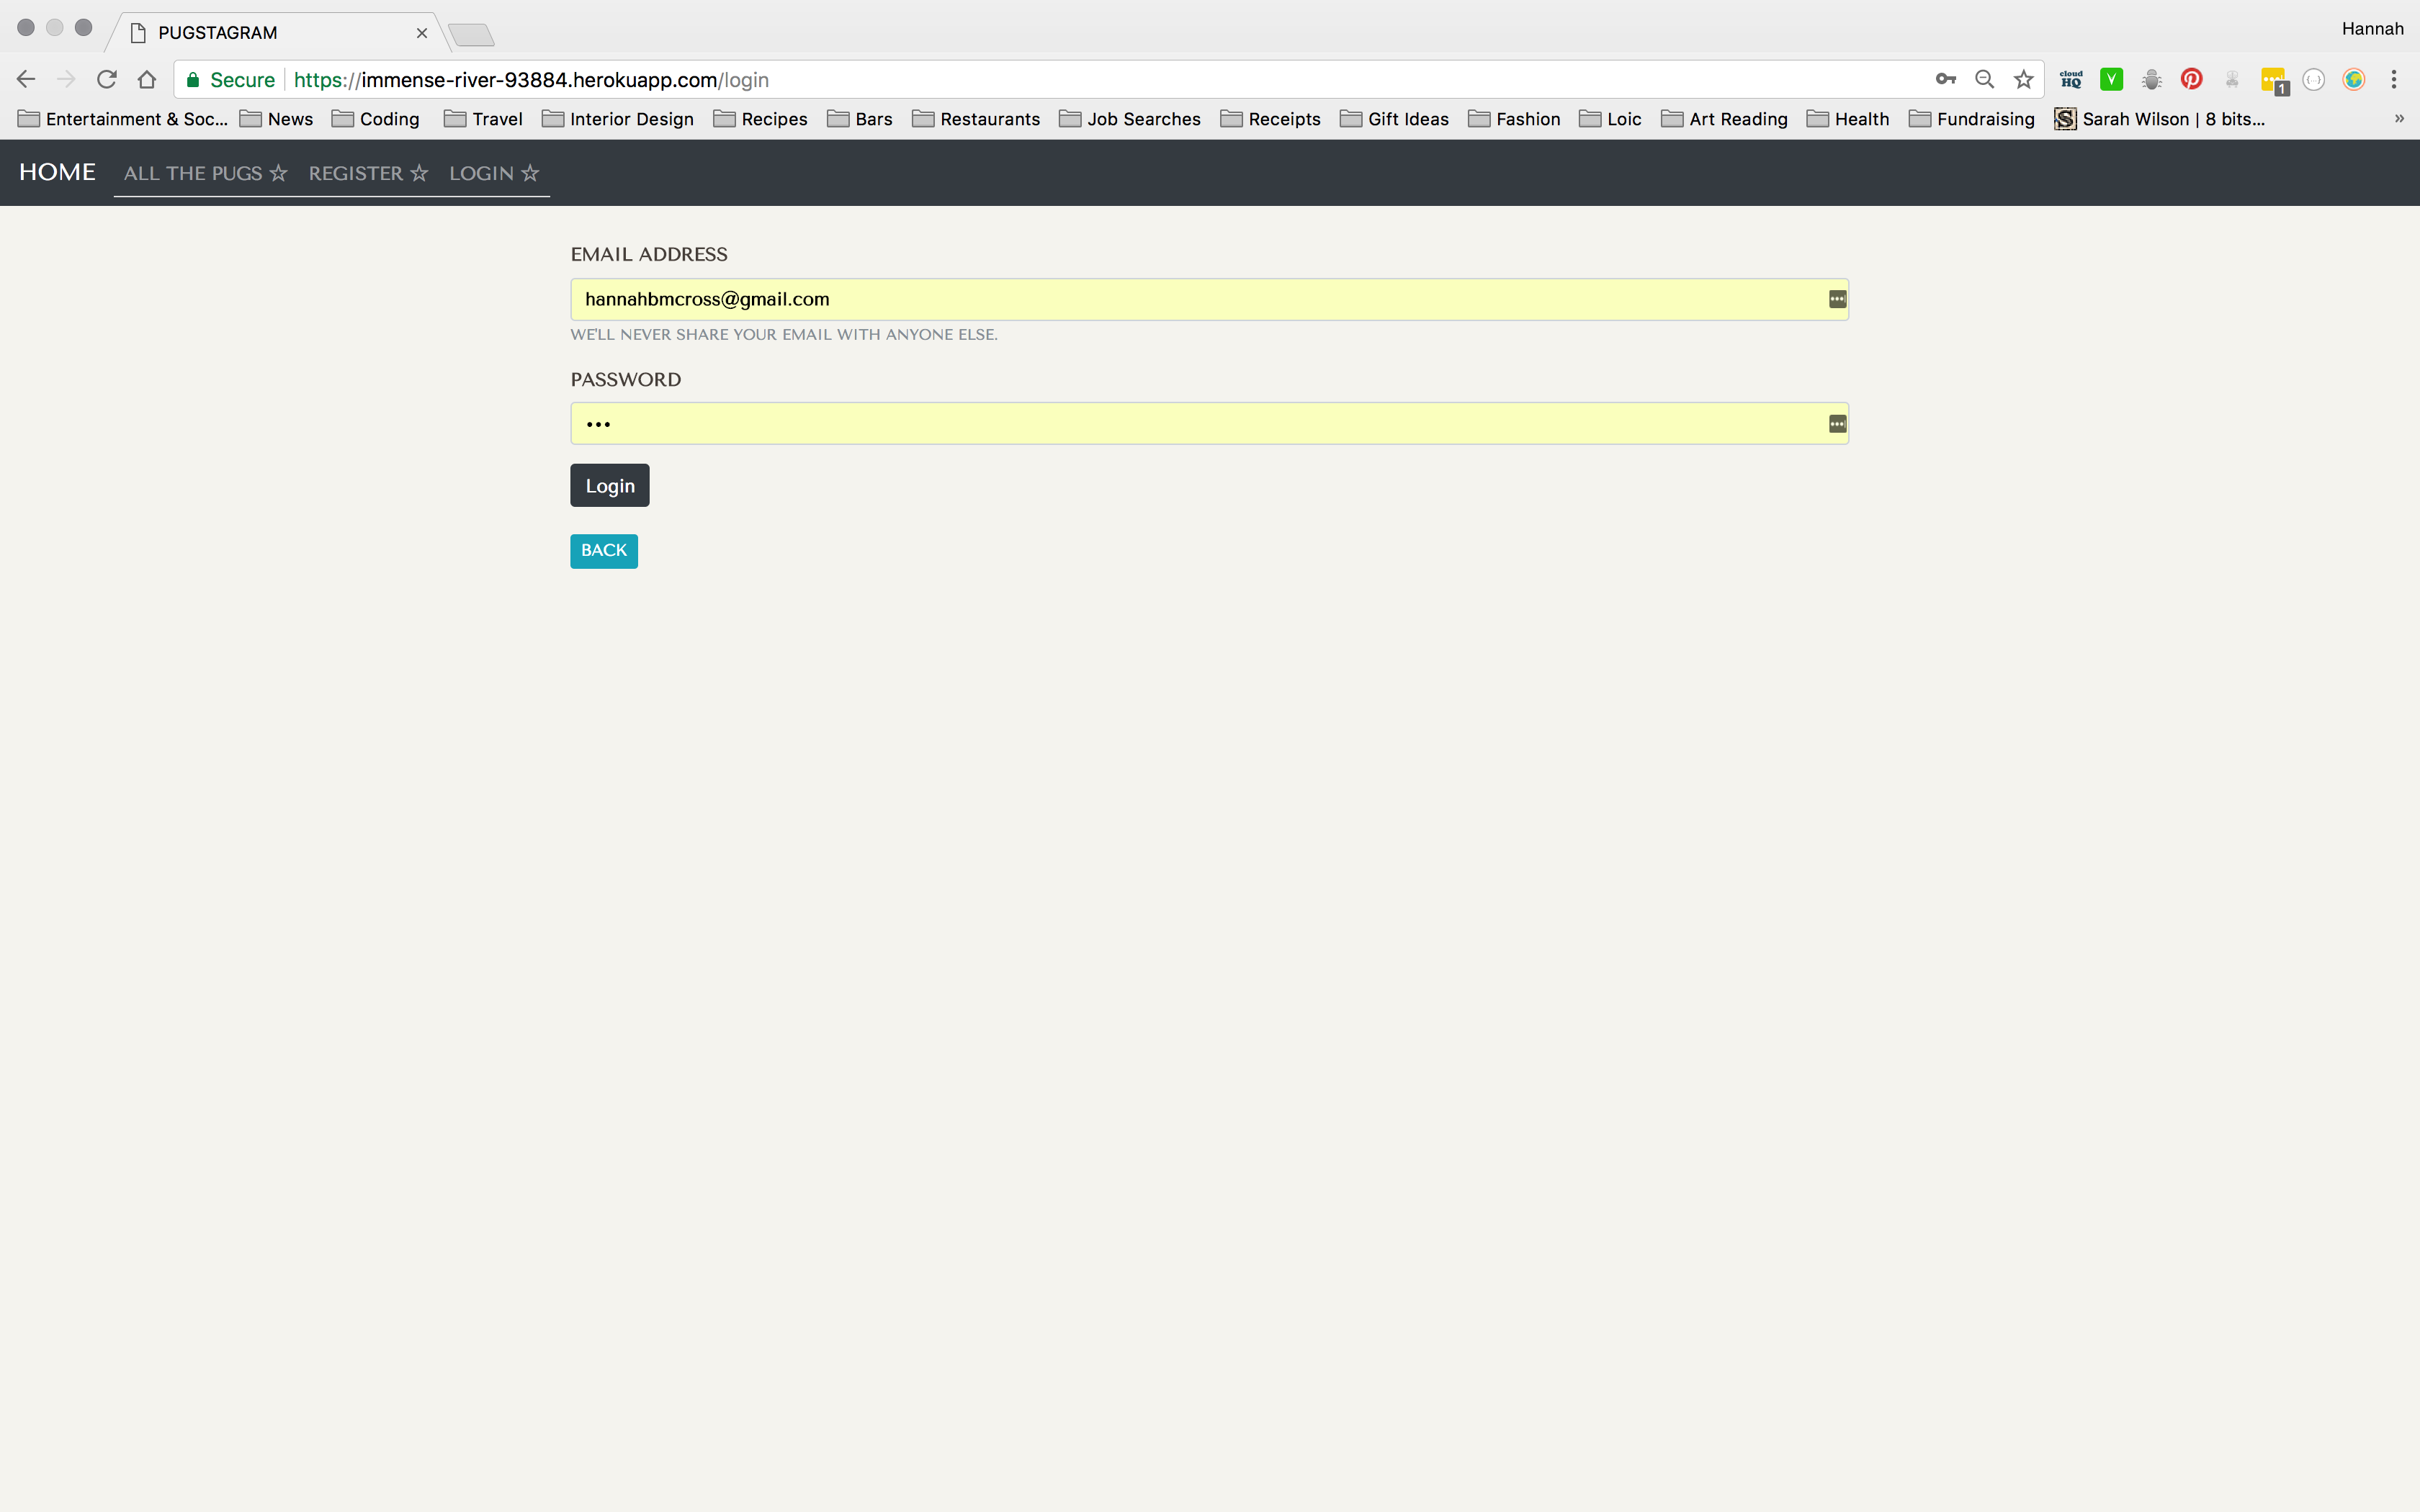 PUGSTAGRAM
Hannah
Secure https://immense-river-93884.herokuapp.com/login
cloud HQ
1
Entertainment & Soc... News Coding Travel Interior Design Recipes Bars Restaurants Job Searches Receipts Gift Ideas Fashion Loic Art Reading Health Fundraising Sarah Wilson | 8 bits... »
HOME ALL THE PUGS ☆ REGISTER ☆ LOGIN ☆
EMAIL ADDRESS
hannahbmcross@gmail.com
WE'LL NEVER SHARE YOUR EMAIL WITH ANYONE ELSE.
PASSWORD
•••
Login
BACK